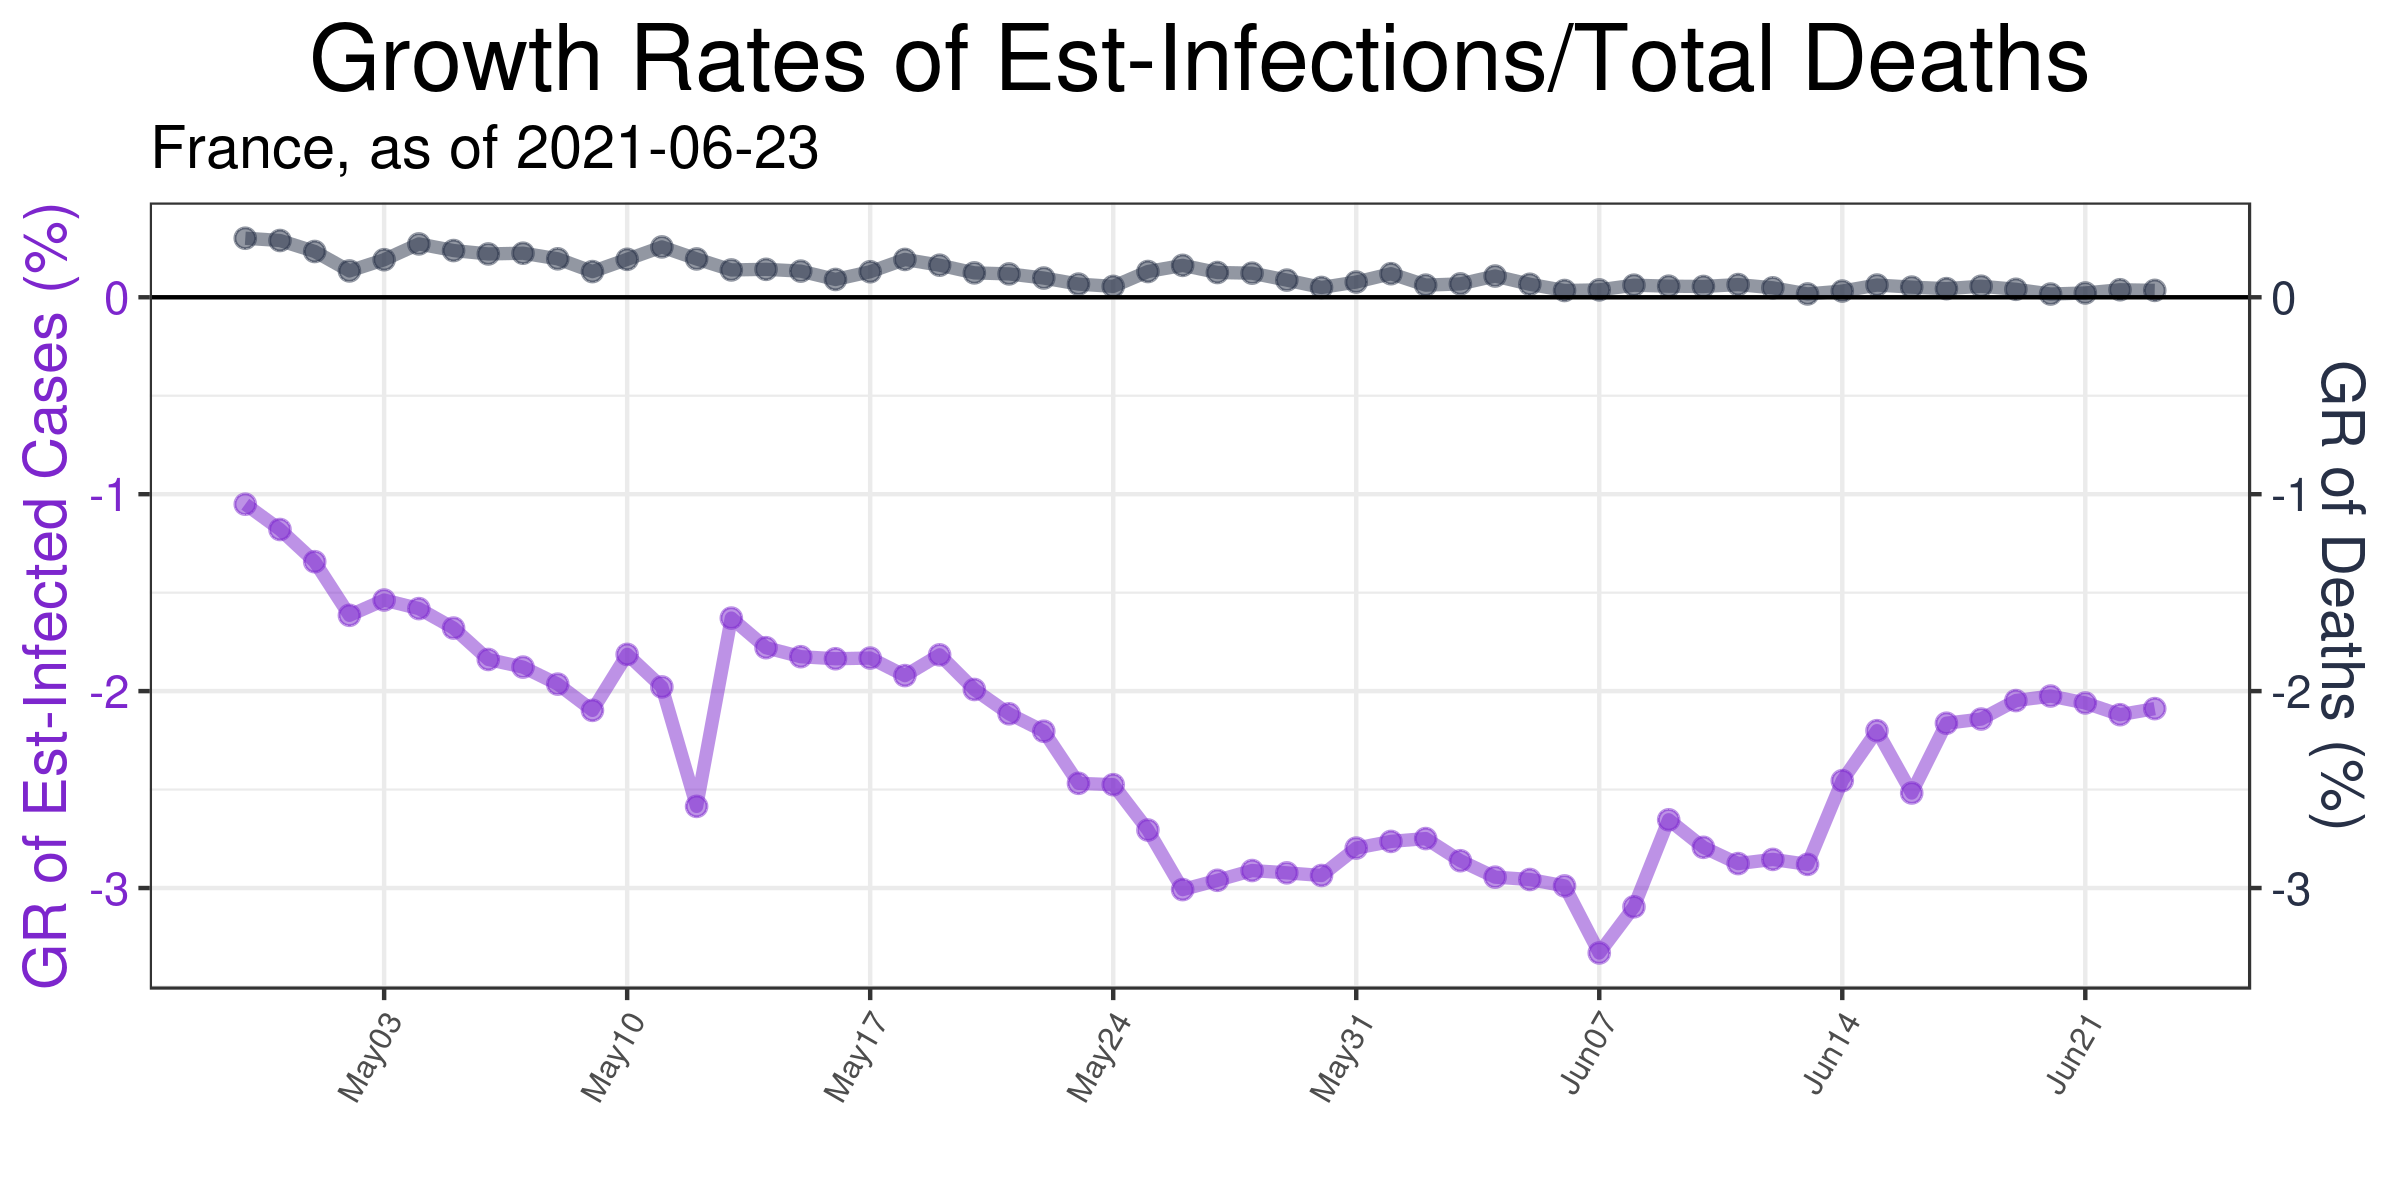 Growth Rates of Est-Infections/Total Deaths
France, as of 2021-06-23
GR of Est-Infected Cases (%)
0
-1
-2
-3
0
-1
-2
-3
GR of Deaths (%)
May03
May10
May17
May24
May31
Jun07
Jun14
Jun21